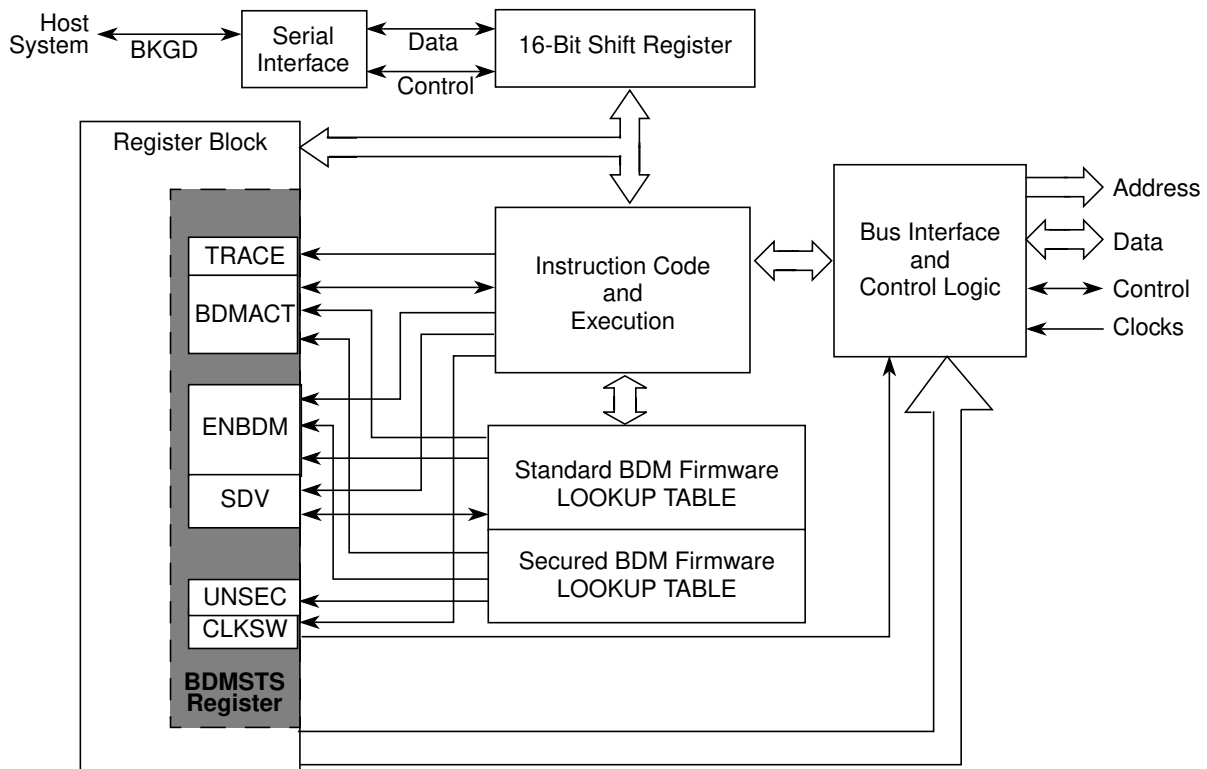 Host
System
BKGD
Serial
Interface
Data
Control
16-Bit Shift Register
Register Block
TRACE
BDMACT
ENBDM
SDV
UNSEC
CLKSW
BDMSTS
Register
Instruction Code
and
Execution
Standard BDM Firmware
LOOKUP TABLE
Secured BDM Firmware
LOOKUP TABLE
Bus Interface
and
Control Logic
Address
Data
Control
Clocks